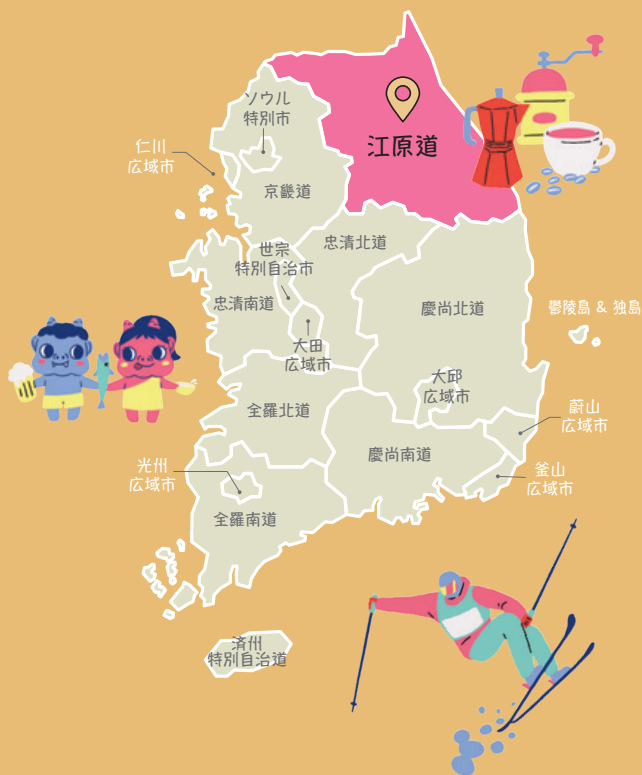 ソウル
特別市
江原道
仁川
広域市
京畿道
世宗
特別自治市
忠清北道
忠清南道
慶尚北道
鬱陵島 & 独島
大田
広域市
大邱
広域市
全羅北道
蔚山
広域市
慶尚南道
光州
広域市
釜山
広域市
全羅南道
済州
特別自治道